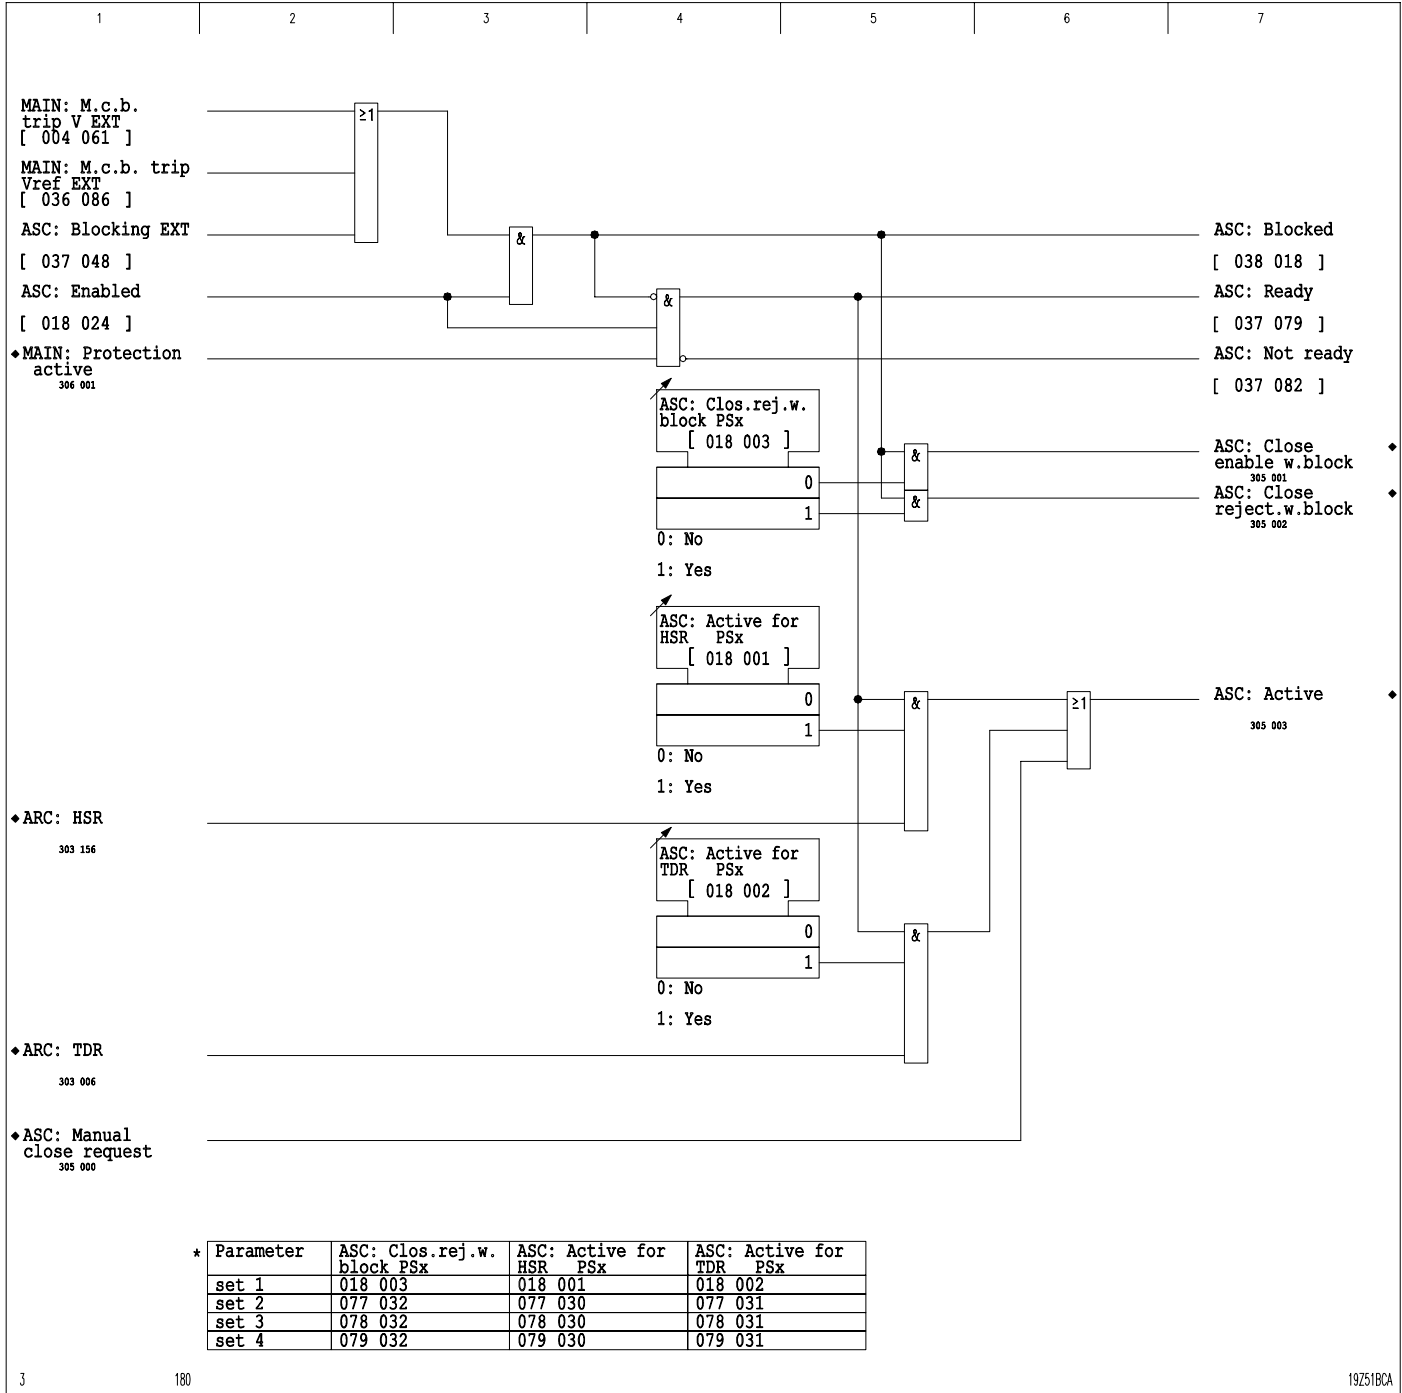 1 2 3 4 5 6 7
MAIN: M.c.b.
trip V EXT
[ 004 061 ]
MAIN: M.c.b. trip
Vref EXT
[ 036 086 ]
ASC: Blocking EXT
[ 037 048 ]
ASC: Enabled
[ 018 024 ]
◆MAIN: Protection
active
306 001
≥1
&
&
ASC: Blocked
[ 038 018 ]
ASC: Ready
[ 037 079 ]
ASC: Not ready
[ 037 082 ]
ASC: Clos.rej.w.
block PSx
[ 018 003 ]
0
1
0: No
1: Yes
&
&
ASC: Close ◆
enable w.block
305 001
ASC: Close ◆
reject.w.block
305 002
ASC: Active for
HSR PSx
[ 018 001 ]
0
1
0: No
1: Yes
&
≥1
ASC: Active ◆
305 003
◆ARC: HSR
303 156
ASC: Active for
TDR PSx
[ 018 002 ]
0
1
0: No
1: Yes
&
◆ARC: TDR
303 006
◆ASC: Manual
close request
305 000
* Parameter ASC: Clos.rej.w. ASC: Active for ASC: Active for
block PSx HSR PSx TDR PSx
set 1 018 003 018 001 018 002
set 2 077 032 077 030 077 031
set 3 078 032 078 030 078 031
set 4 079 032 079 030 079 031
3 180 19Z51BCA